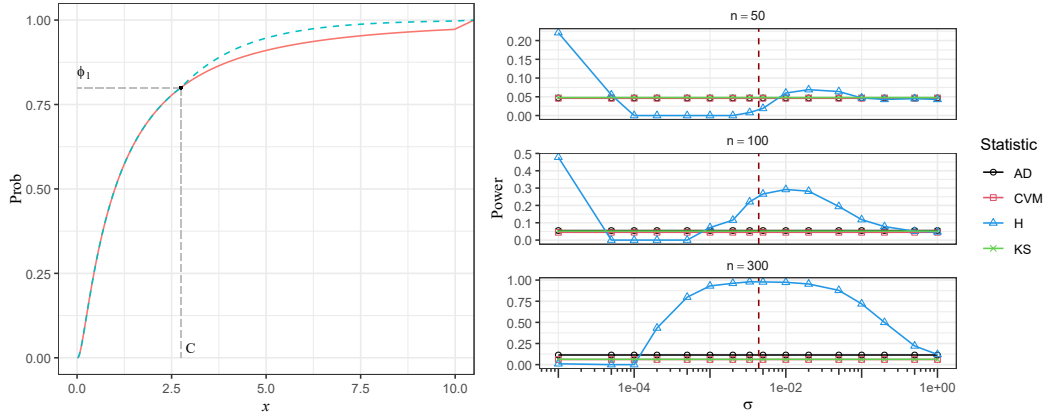 1.00
0.75
0.50
0.25
0.00
Prob
ϕ1
C
0.0
2.5
5.0
7.5
10.0
x
n = 50
0.20
0.15
0.10
0.05
0.00
n = 100
0.5
0.4
0.3
0.2
0.1
0.0
Power
n = 300
1.00
0.75
0.50
0.25
0.00
1e-04
1e-02
1e+00
σ
Statistic
AD
CVM
H
KS